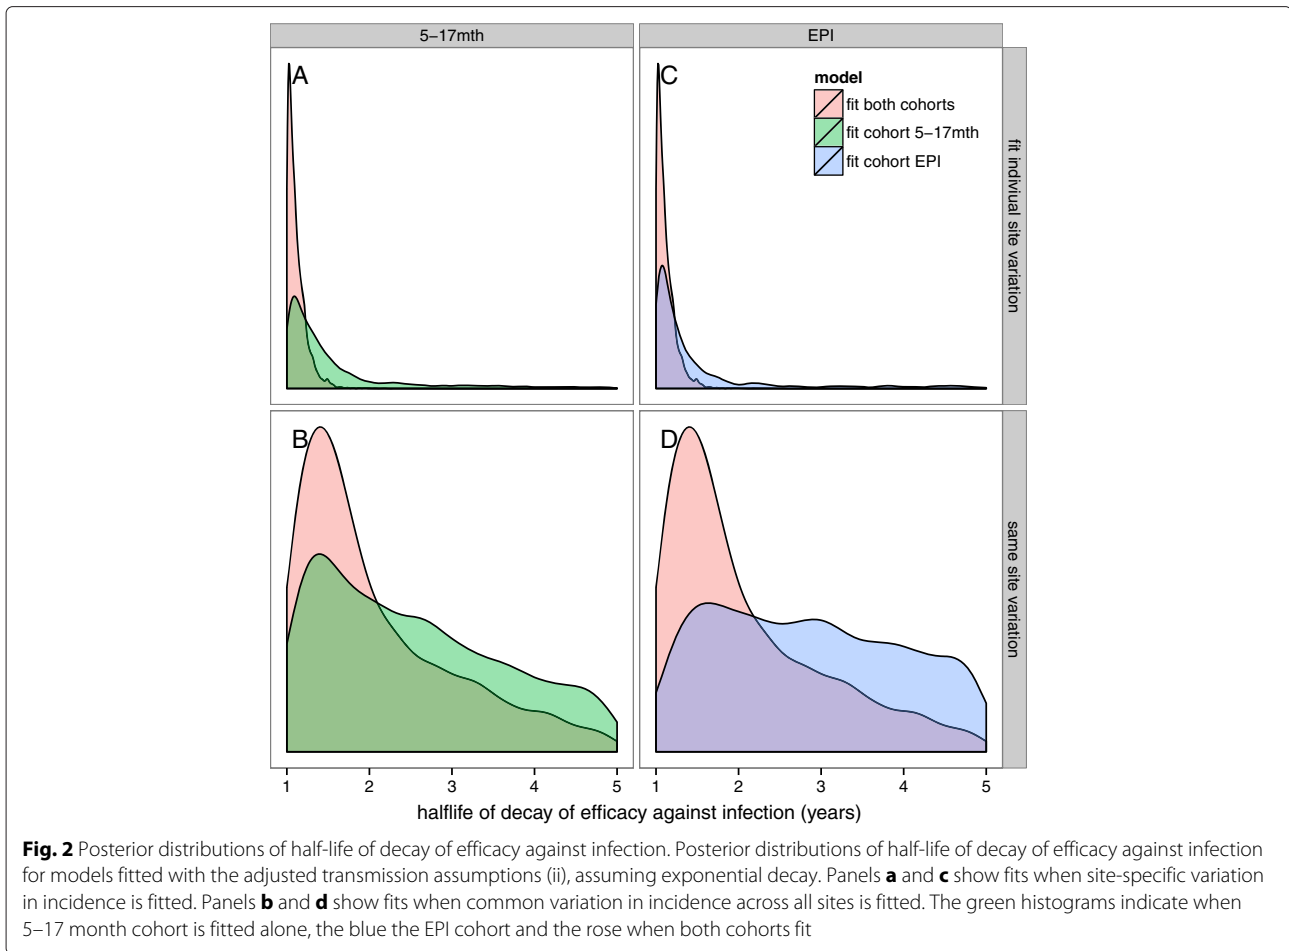 5–17mth
EPI
A
C
model
fit both cohorts
fit cohort 5–17mth
fit cohort EPI
fit indiviual site variation
B
D
same site variation
1 2 3 4 5
1 2 3 4 5
halflife of decay of efficacy against infection (years)
Fig. 2 Posterior distributions of half-life of decay of efficacy against infection. Posterior distributions of half-life of decay of efficacy against infection
for models fitted with the adjusted transmission assumptions (ii), assuming exponential decay. Panels a and c show fits when site-specific variation
in incidence is fitted. Panels b and d show fits when common variation in incidence across all sites is fitted. The green histograms indicate when
5–17 month cohort is fitted alone, the blue the EPI cohort and the rose when both cohorts fit